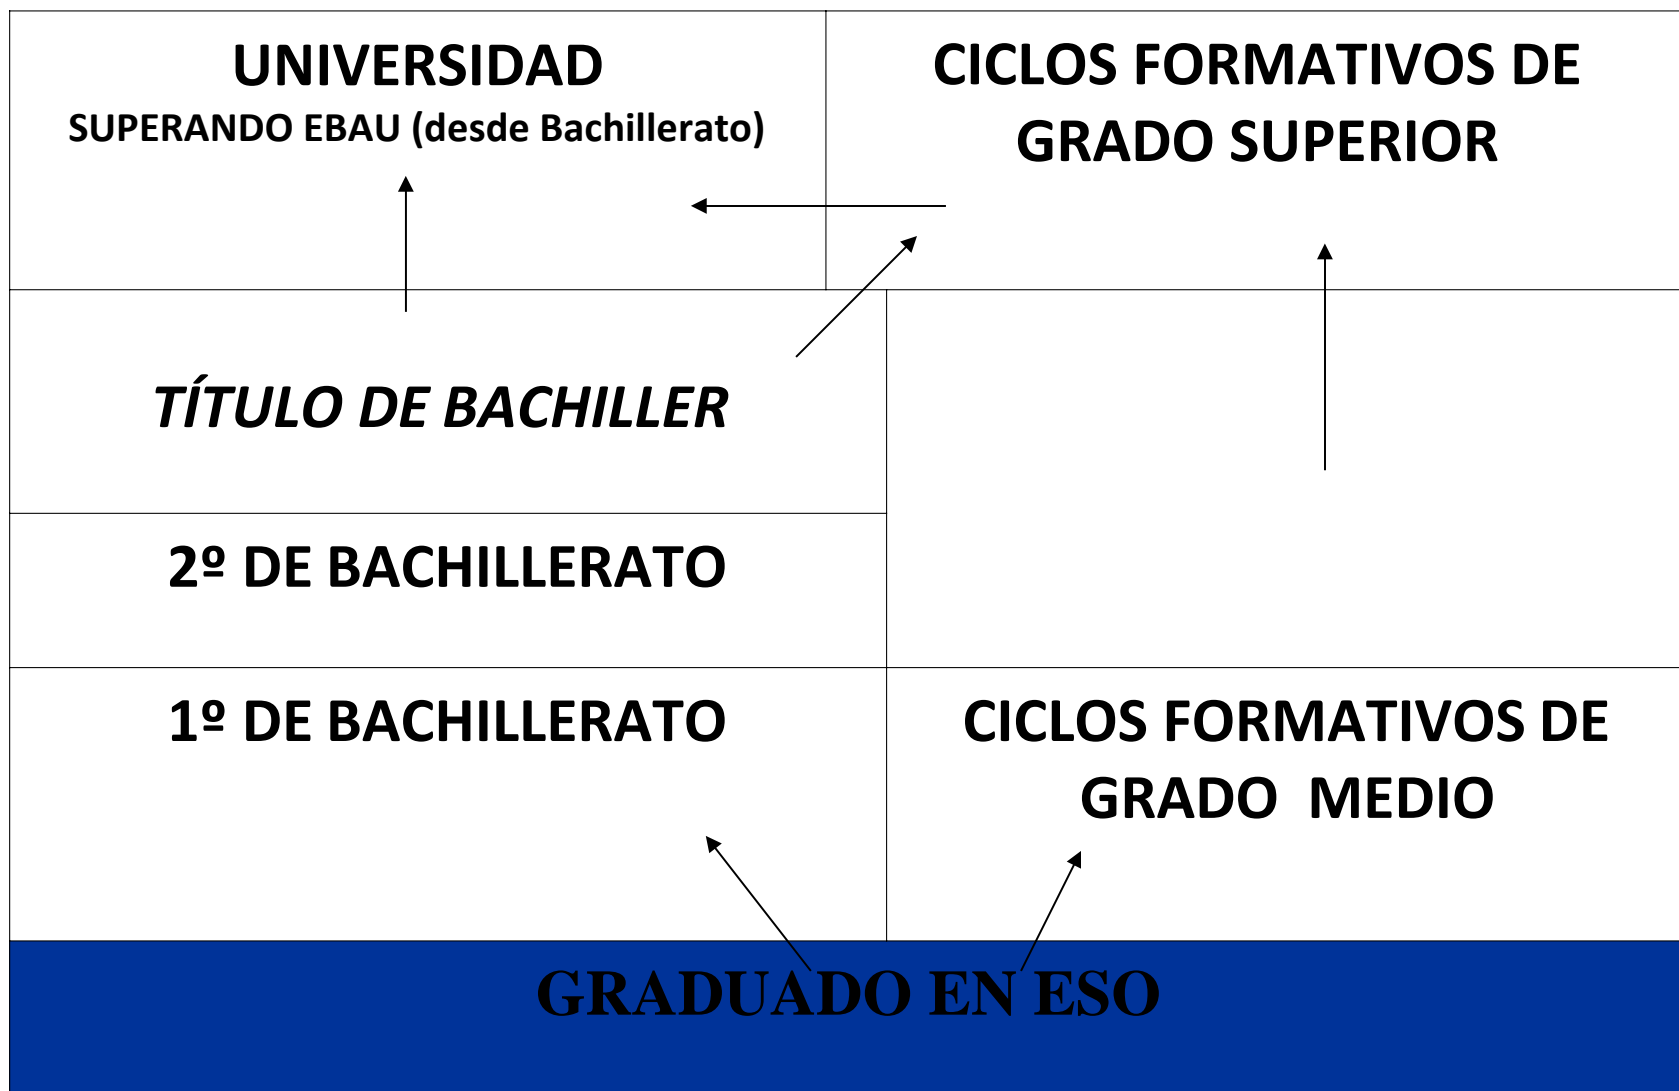 UNIVERSIDAD
SUPERANDO EBAU (desde Bachillerato)
CICLOS FORMATIVOS DE
GRADO SUPERIOR
TÍTULO DE BACHILLER
2º DE BACHILLERATO
1º DE BACHILLERATO
CICLOS FORMATIVOS DE
GRADO MEDIO
GRADUADO EN ESO